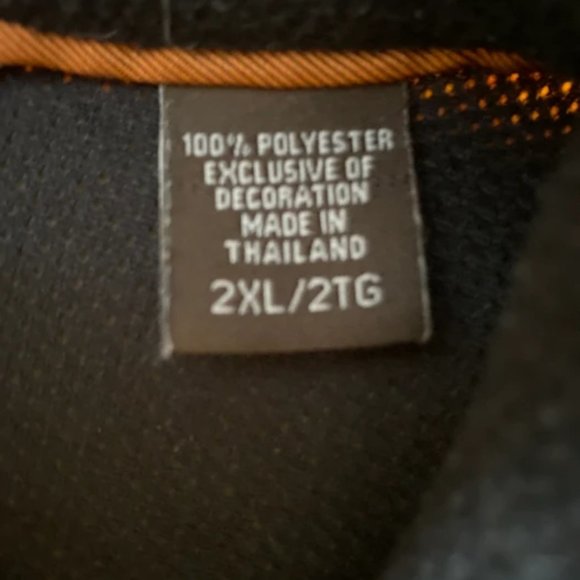 100% POLYESTER
EXCLUSIVE OF
DECORATION
MADE IN
THAILAND
2XL/2TG